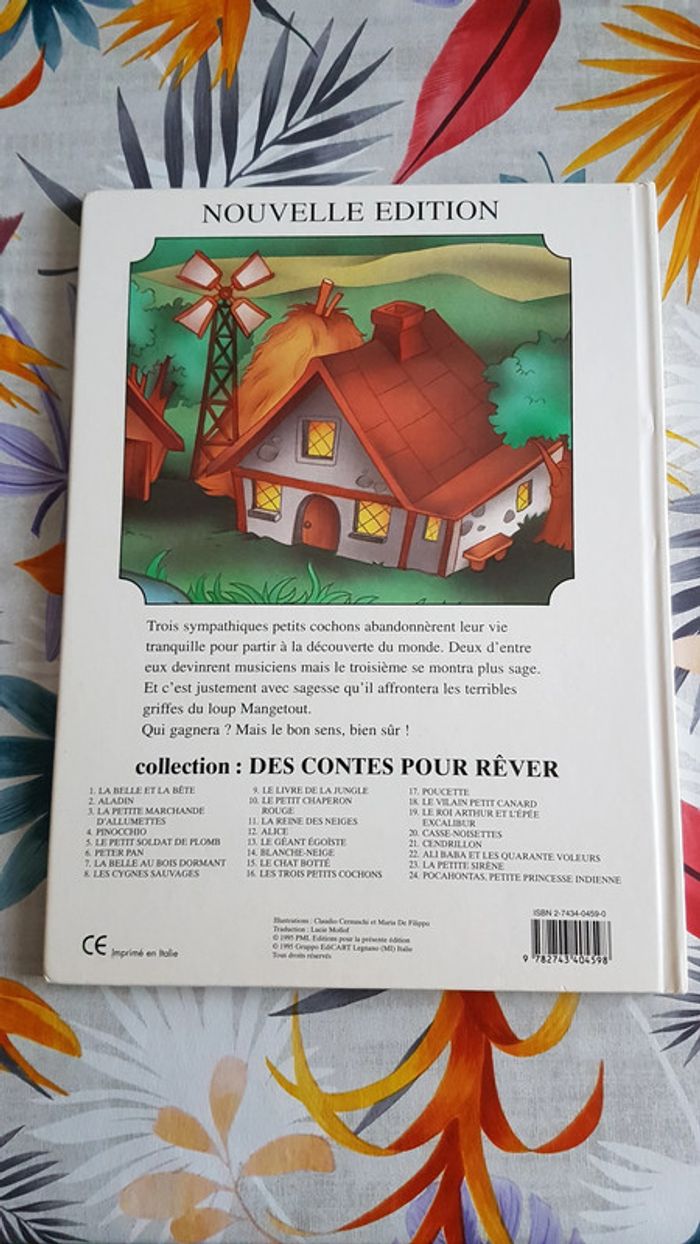 NOUVELLE EDITION
Trois sympathiques petits cochons abandonnèrent leur vie
tranquille pour partir à la découverte du monde. Deux d'entre
eux devinrent musiciens mais le troisième se montra plus sage.
Et c'est justement avec sagesse qu'il affrontera les terribles
griffes du loup Mangetout.
Qui gagnera ? Mais le bon sens, bien sûr !
collection : DES CONTES POUR RÊVER
1. LA BELLE ET LA BÊTE
2. ALADIN
3. LA PETITE MARCHANDE
D'ALLUMETTES
4. PINOCCHIO
5. LE PETIT SOLDAT DE PLOMB
6. PETER PAN
7. LA BELLE AU BOIS DORMANT
8. LES CYGNES SAUVAGES
9. LE LIVRE DE LA JUNGLE
10. LE PETIT CHAPERON
ROUGE
11. LA REINE DES NEIGES
12. ALICE
13. LE GÉANT ÉGOÏSTE
14. BLANCHE-NEIGE
15. LE CHAT BOTTÉ
16. LES TROIS PETITS COCHONS
17. POUCETTE
18. LE VILAIN PETIT CANARD
19. LE ROI ARTHUR ET L'ÉPÉE
EXCALIBUR
20. CASSE-NOISETTES
21. CENDRILLON
22. ALI BABA ET LES QUARANTE VOLEURS
23. LA PETITE SIRÈNE
24. POCAHONTAS, PETITE PRINCESSE INDIENNE
CE Imprimé en Italie
Illustrations : Claudio Cernuschi et Maria De Filippo
Traduction : Lucie Mollof
© 1995 PML Editions pour la présente édition
© 1995 Gruppo EdiCART Legnano (MI) Italie
Tous droits réservés
ISBN 2-7434-0459-0
9 782743 404598